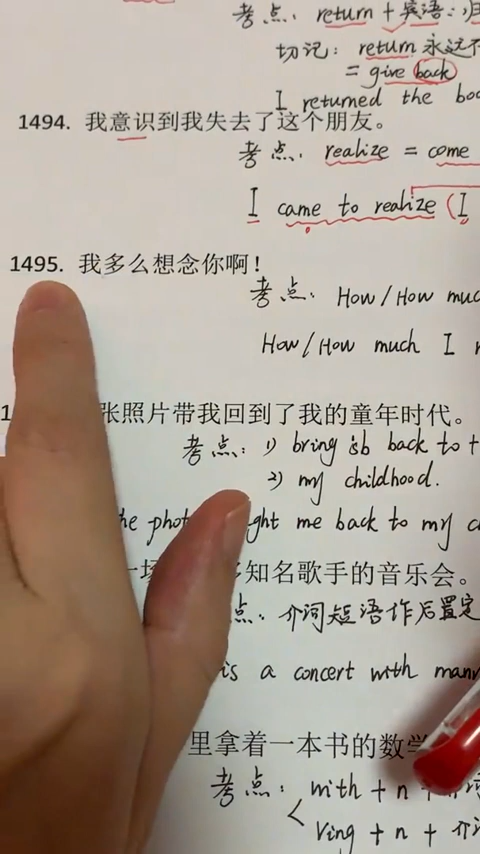 考点: return + 英语: 归
切记: return 永远不
= give back
I returned the boo
1494. 我意识到我失去了这个朋友。
考点: realize = come
I came to realize (I
1495. 我多么想念你啊！
考点: How/How muc
How/How much I
张照片带我回到了我的童年时代。
考点: 1) bring sb back to
2) my childhood.
he phot ght me back to my c
知名歌手的音乐会。
点: 介词短语作后置定
is a concert with man
里拿着一本书的数学
考点: with + n +
Ving + n + 介